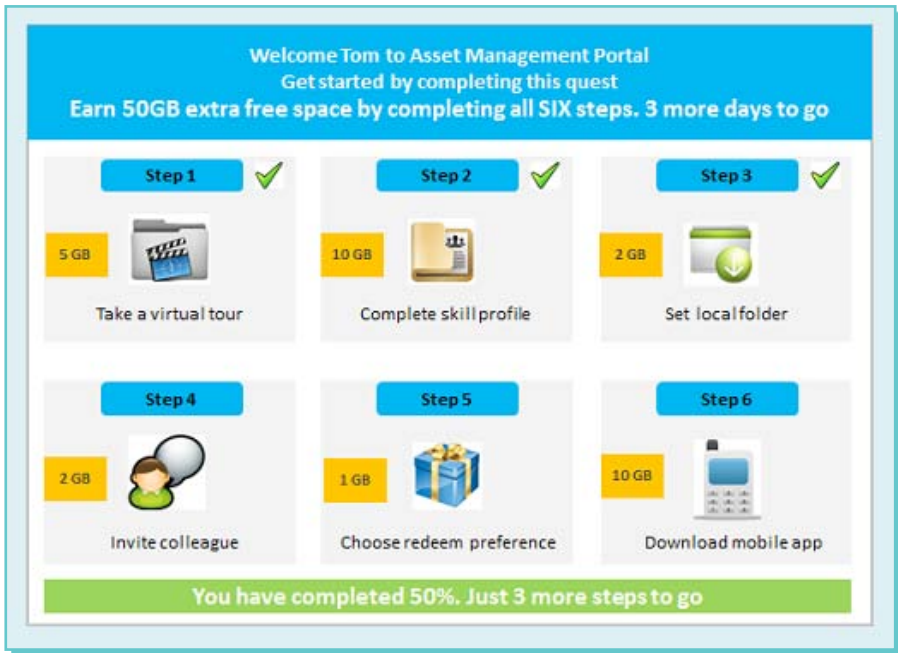 Welcome Tom to Asset Management Portal
Get started by completing this quest
Earn 50GB extra free space by completing all SIX steps. 3 more days to go
Step 1
5 GB
Take a virtual tour
Step 2
10 GB
Complete skill profile
Step 3
2 GB
Set local folder
Step 4
2 GB
Invite colleague
Step 5
1 GB
Choose redeem preference
Step 6
10 GB
Download mobile app
You have completed 50%. Just 3 more steps to go